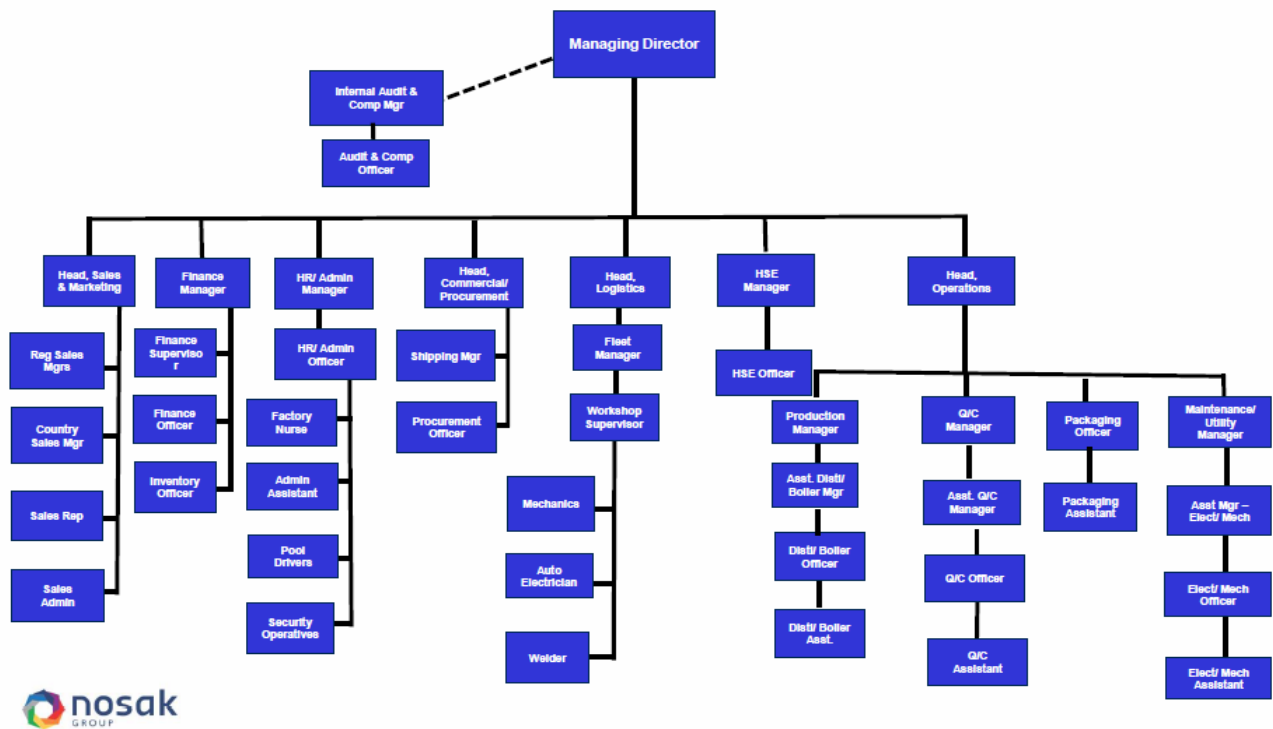 Managing Director
Internal Audit &
Comp Mgr
Audit & Comp
Officer
Head, Sales
& Marketing
Finance
Manager
HR/ Admin
Manager
Head,
Commercial/
Procurement
Head,
Logistics
HSE
Manager
Head,
Operations
Reg Sales
Mgrs
Country
Sales Mgr
Sales Rep
Sales
Admin
Finance
Superviso
r
Finance
Officer
Inventory
Officer
HR/ Admin
Officer
Factory
Nurse
Admin
Assistant
Pool
Drivers
Security
Operatives
Shipping Mgr
Procurement
Officer
Fleet
Manager
Workshop
Supervisor
Mechanics
Auto
Electrician
Welder
HSE Officer
Production
Manager
Asst. Distl/
Boiler Mgr
Distl/ Boiler
Officer
Distl/ Boiler
Asst.
Q/C
Manager
Asst. Q/C
Manager
Q/C Officer
Q/C
Assistant
Packaging
Officer
Packaging
Assistant
Maintenance/
Utility
Manager
Asst Mgr –
Elect/ Mech
Elect/ Mech
Officer
Elect/ Mech
Assistant
nosak
GROUP